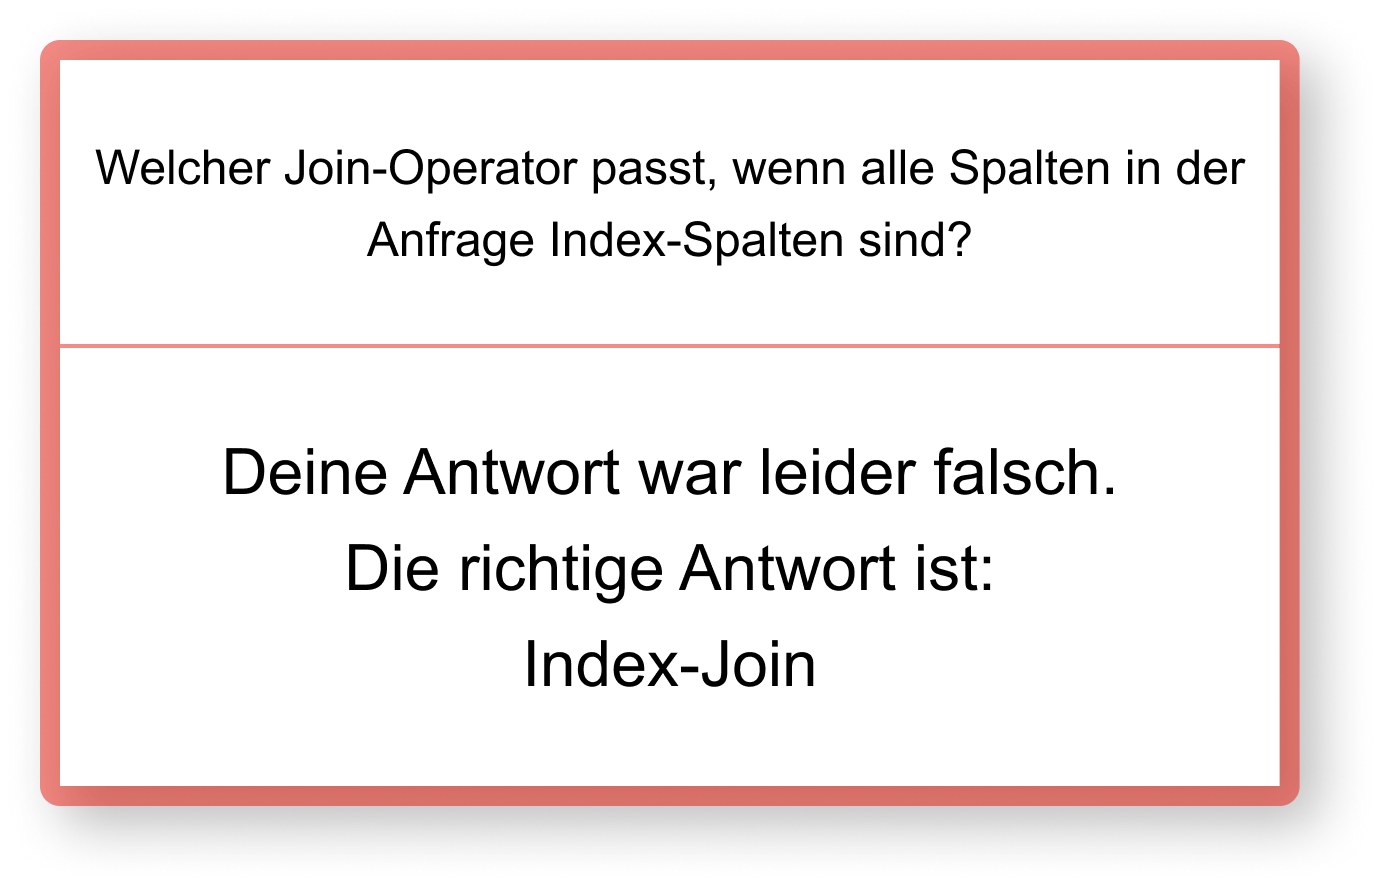 Welcher Join-Operator passt, wenn alle Spalten in der
Anfrage Index-Spalten sind?
Deine Antwort war leider falsch.
Die richtige Antwort ist:
Index-Join